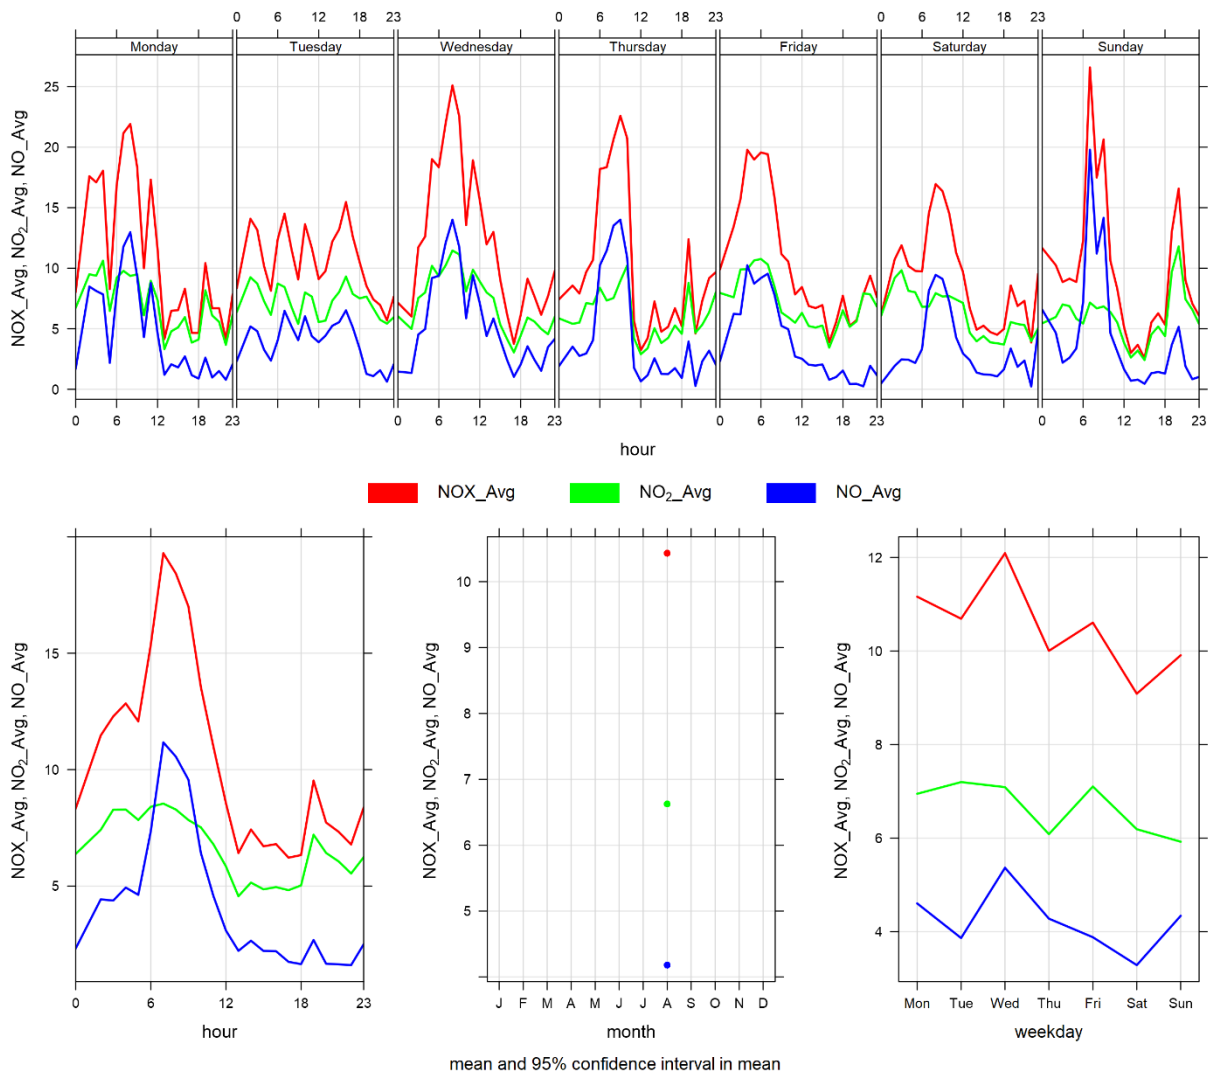 0 6 12 18 23 0 6 12 18 23 0 6 12 18 23
Monday Tuesday Wednesday Thursday Friday Saturday Sunday
25
20
15
10
5
0
NOX_Avg, NO₂_Avg, NO_Avg
0 6 12 18 23 0 6 12 18 23 0 6 12 18 23 0 6 12 18 23
hour
NOX_Avg NO₂_Avg NO_Avg
15
10
5
NOX_Avg, NO₂_Avg, NO_Avg
0 6 12 18 23
hour
10
9
8
7
6
5
NOX_Avg, NO₂_Avg, NO_Avg
J F M A M J J A S O N D
month
12
10
8
6
4
NOX_Avg, NO₂_Avg, NO_Avg
Mon Tue Wed Thu Fri Sat Sun
weekday
mean and 95% confidence interval in mean